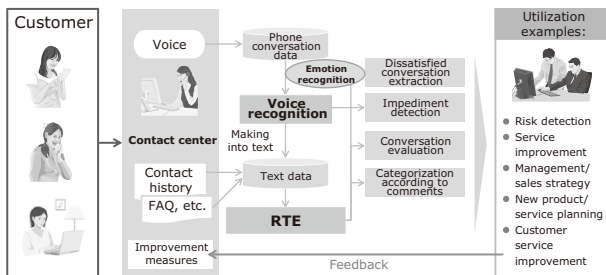 Customer
Voice
Contact center
Contact
history
FAQ, etc.
Improvement
measures
Phone
conversation
data
Emotion
recognition
Voice
recognition
Making
into text
Text data
RTE
Dissatisfied
conversation
extraction
Impediment
detection
Conversation
evaluation
Categorization
according to
comments
Feedback
Utilization
examples:
Risk detection
Service
improvement
Management/
sales strategy
New product/
service planning
Customer
service
improvement